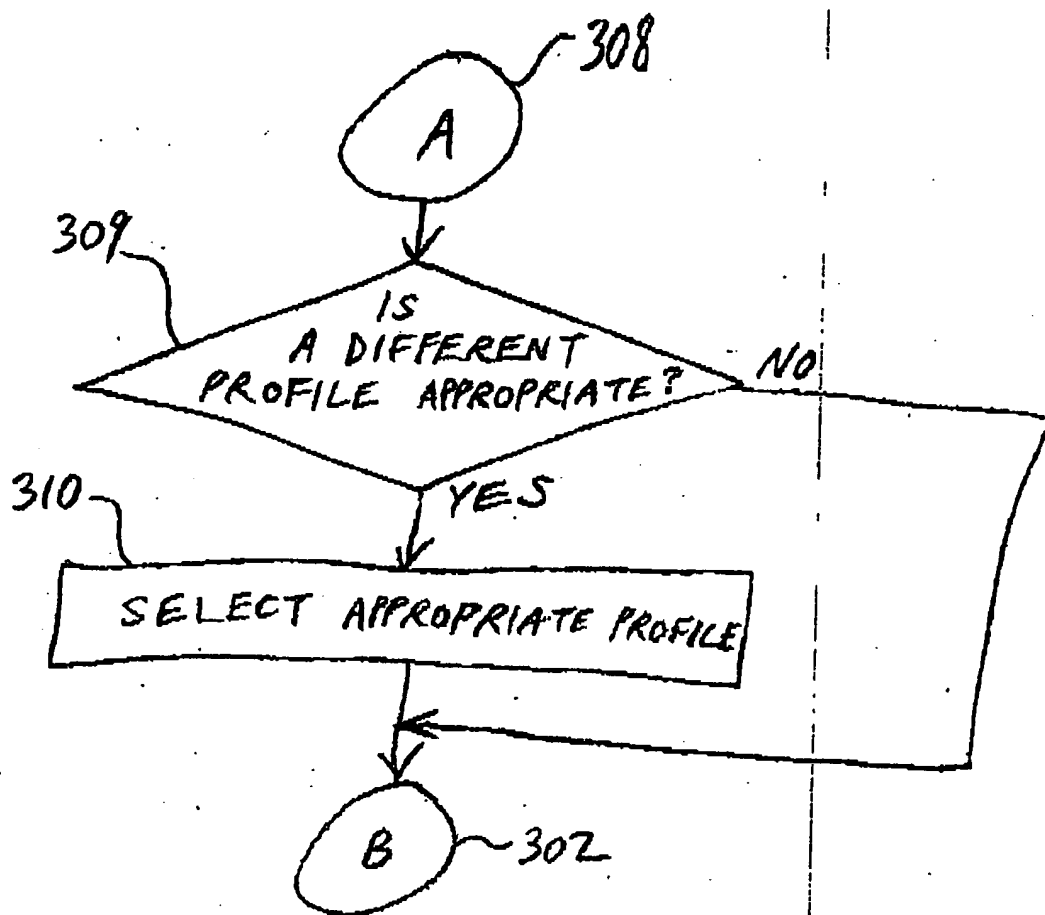 308
A
309
IS
A DIFFERENT
PROFILE APPROPRIATE?
NO
YES
310
SELECT APPROPRIATE PROFILE
B
302